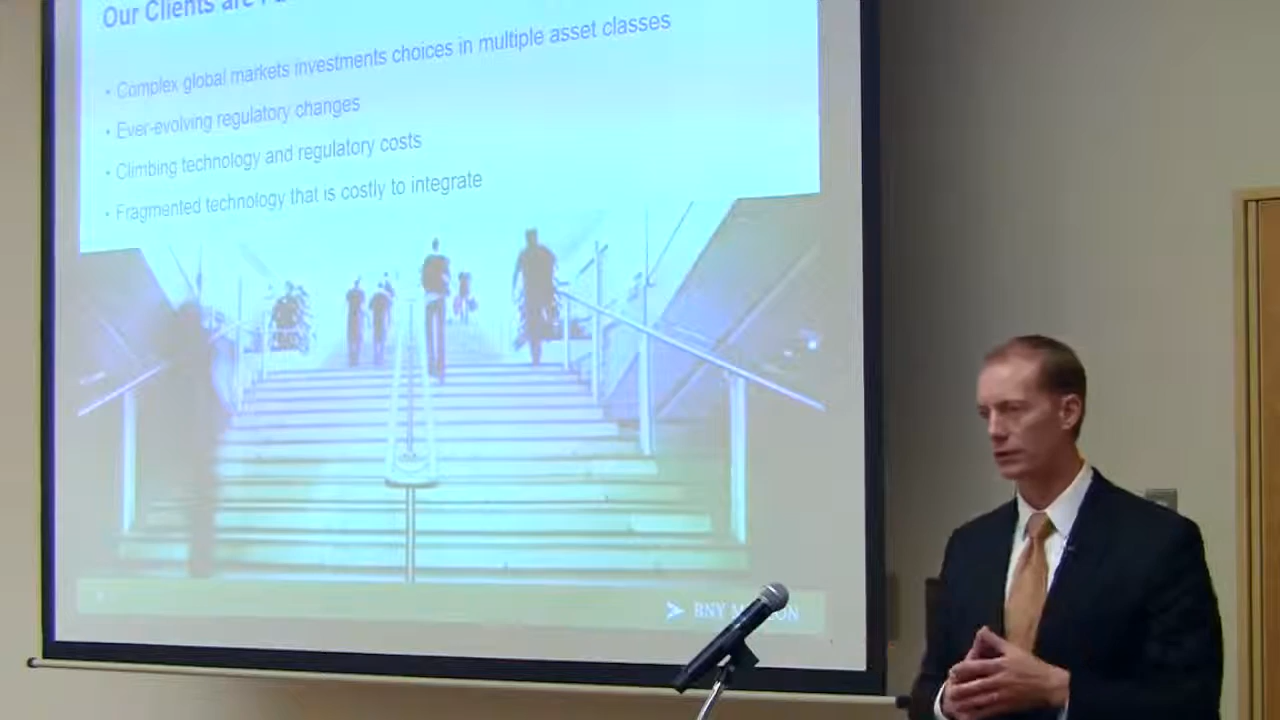 Our Clients are
• Complex global markets investments choices in multiple asset classes
• Ever-evolving regulatory changes
• Climbing technology and regulatory costs
• Fragmented technology that is costly to integrate
BNY